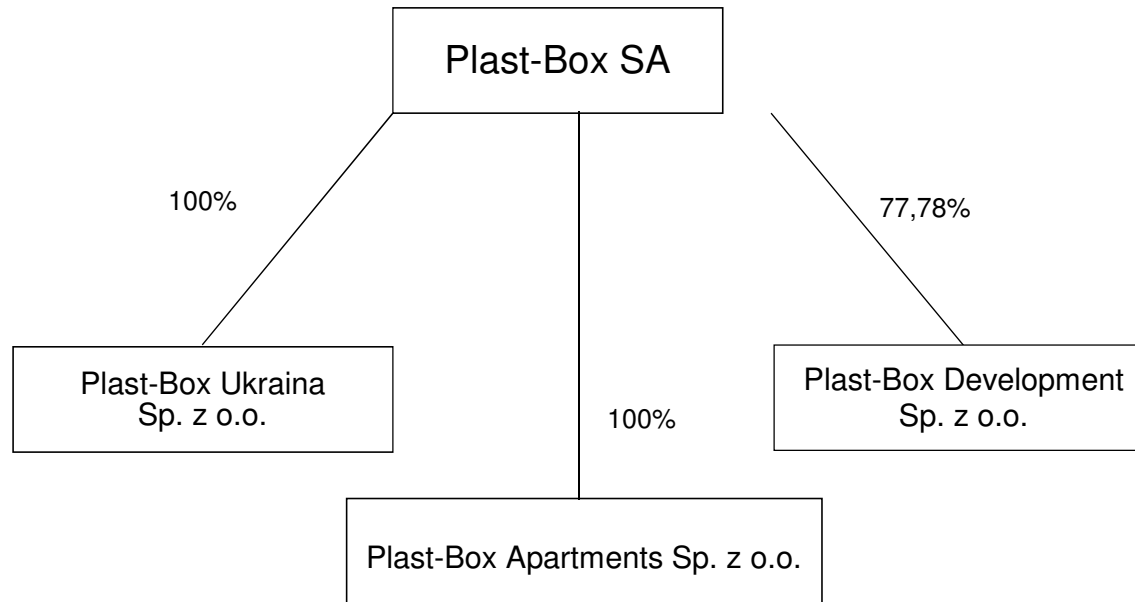 Plast-Box SA
100%
77,78%
Plast-Box Ukraina
Sp. z o.o.
Plast-Box Development
Sp. z o.o.
100%
Plast-Box Apartments Sp. z o.o.